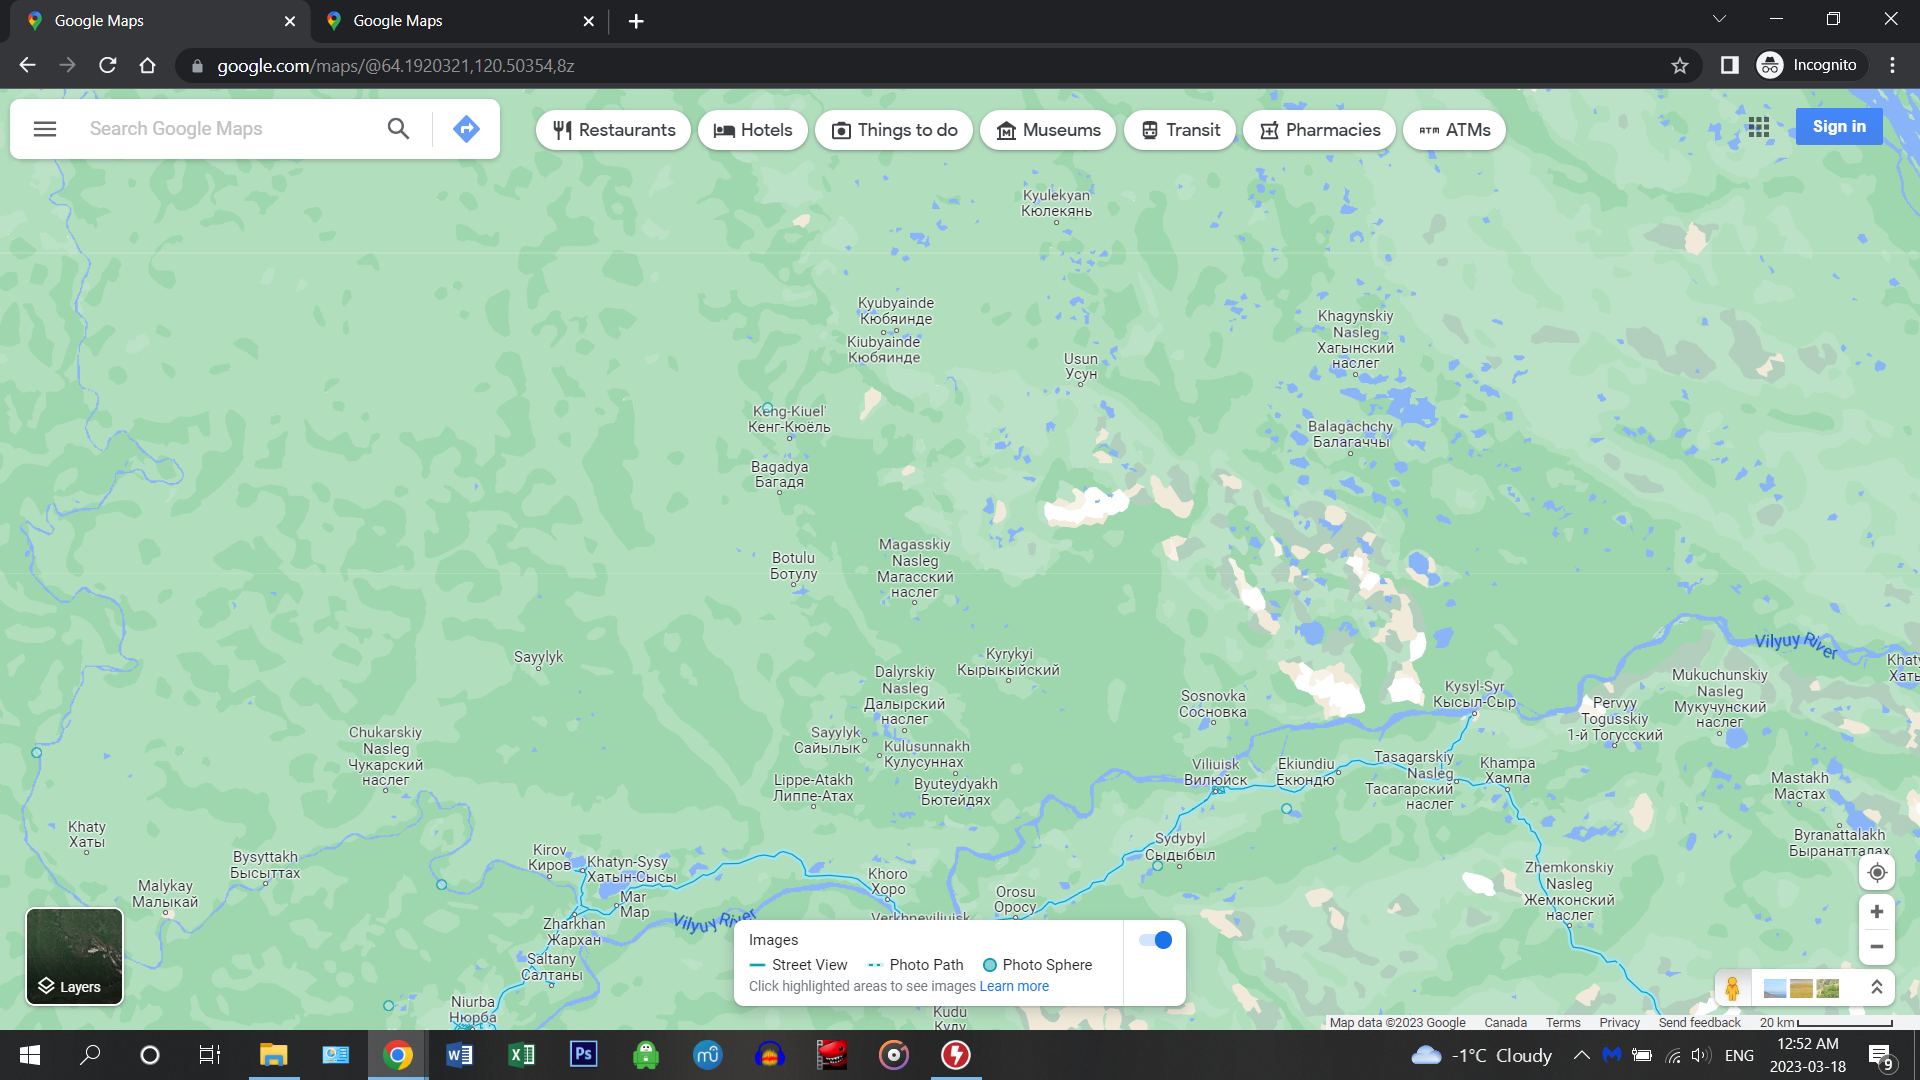 Google Maps
Google Maps
google.com/maps/@64.1920321,120.50354,8z
Incognito
Search Google Maps
Restaurants
Hotels
Things to do
Museums
Transit
Pharmacies
ATM ATMs
Sign in
Kyulekyan
Кюлекянь
Kyubyainde
Кюбяинде
Kiubyainde
Кюбяинде
Usun
Усун
Khagynskiy
Nasleg
Хагынский
наслег
Keng-Kiuel'
Кенг-Кюёль
Balagachchy
Балагаччы
Bagadya
Багадя
Botulu
Ботулу
Magasskiy
Nasleg
Магасский
наслег
Sayylyk
Kyrykyi
Кырыкыйский
Dalyrskiy
Nasleg
Далырский
наслег
Vilyuy River
Khaty
Хать
Sosnovka
Сосновка
Kysyl-Syr
Кысыл-Сыр
Mukuchunskiy
Nasleg
Мукучунский
наслег
Pervyy
Togusskiy
1-й Тогусский
Chukarskiy
Nasleg
Чукарский
наслег
Sayylyk
Сайылык
Kulusunnakh
Кулусуннах
Lippe-Atakh
Липпе-Атах
Byuteydyakh
Бютейдях
Viliuisk
Вилюйск
Ekiundiu
Екюндю
Tasagarskiy
Nasleg
Тасагарский
наслег
Khampa
Хампа
Mastakh
Мастах
Khaty
Хаты
Bysyttakh
Бысыттах
Malykay
Малыкай
Kirov
Киров
Khatyn-Sysy
Хатын-Сысы
Mar
Мар
Khoro
Хоро
Orosu
Оросу
Sydybyl
Сыдыбыл
Byranattalakh
Быранатталах
Zhemkonskiy
Nasleg
Жемконский
наслег
Zharkhan
Жархан
Vilyuy River
Verkhneviliuisk
Saltany
Салтаны
Niurba
Нюрба
Kudu
Куду
Layers
Images
Street View
Photo Path
Photo Sphere
Click highlighted areas to see images Learn more
Map data ©2023 Google
Canada
Terms
Privacy
Send feedback
20 km
-1°C Cloudy
ENG
12:52 AM
2023-03-18
9